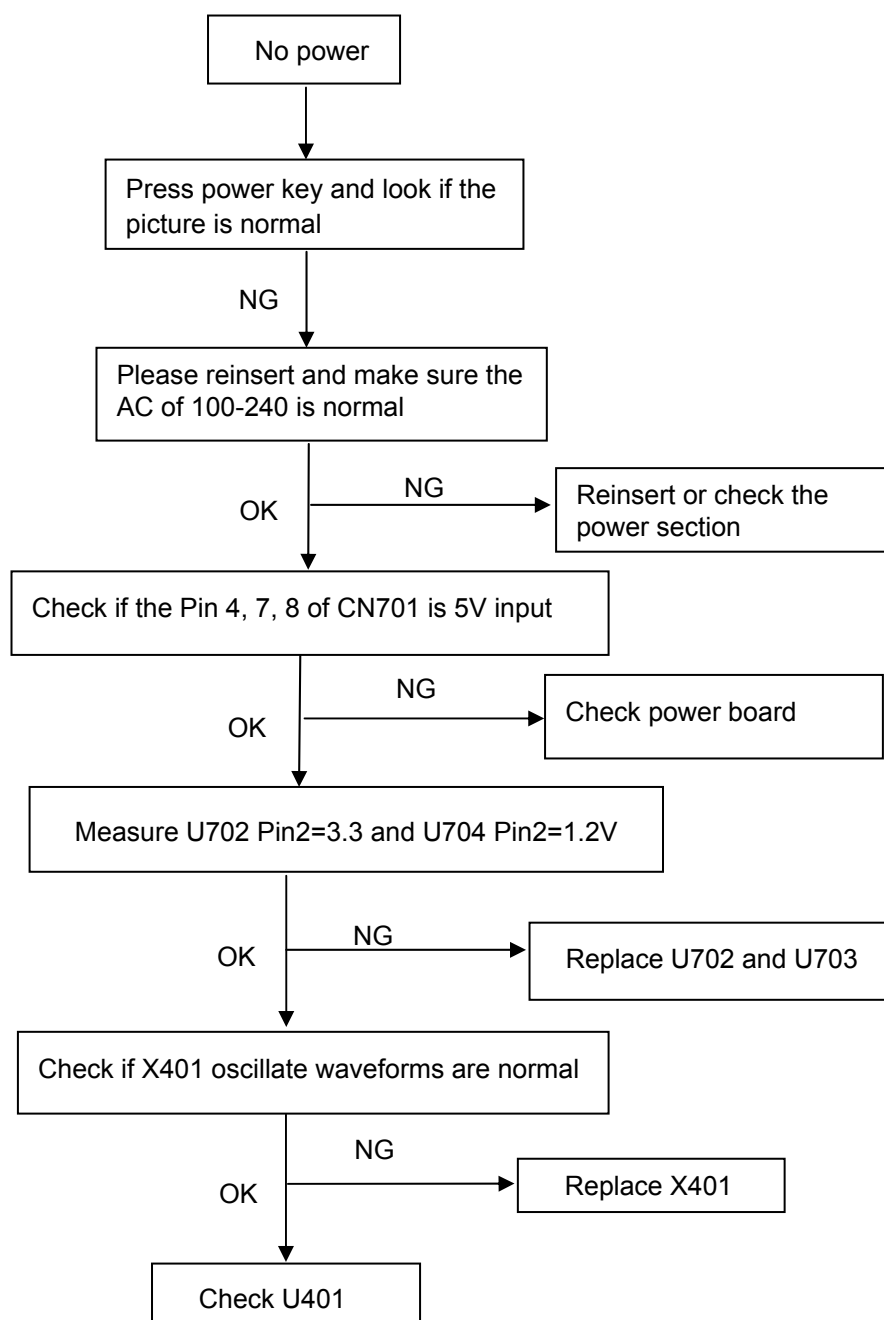 No power
Press power key and look if the
picture is normal
NG
Please reinsert and make sure the
AC of 100-240 is normal
NG
OK
Reinsert or check the
power section
Check if the Pin 4, 7, 8 of CN701 is 5V input
NG
OK
Check power board
Measure U702 Pin2=3.3 and U704 Pin2=1.2V
NG
OK
Replace U702 and U703
Check if X401 oscillate waveforms are normal
NG
OK
Replace X401
Check U401